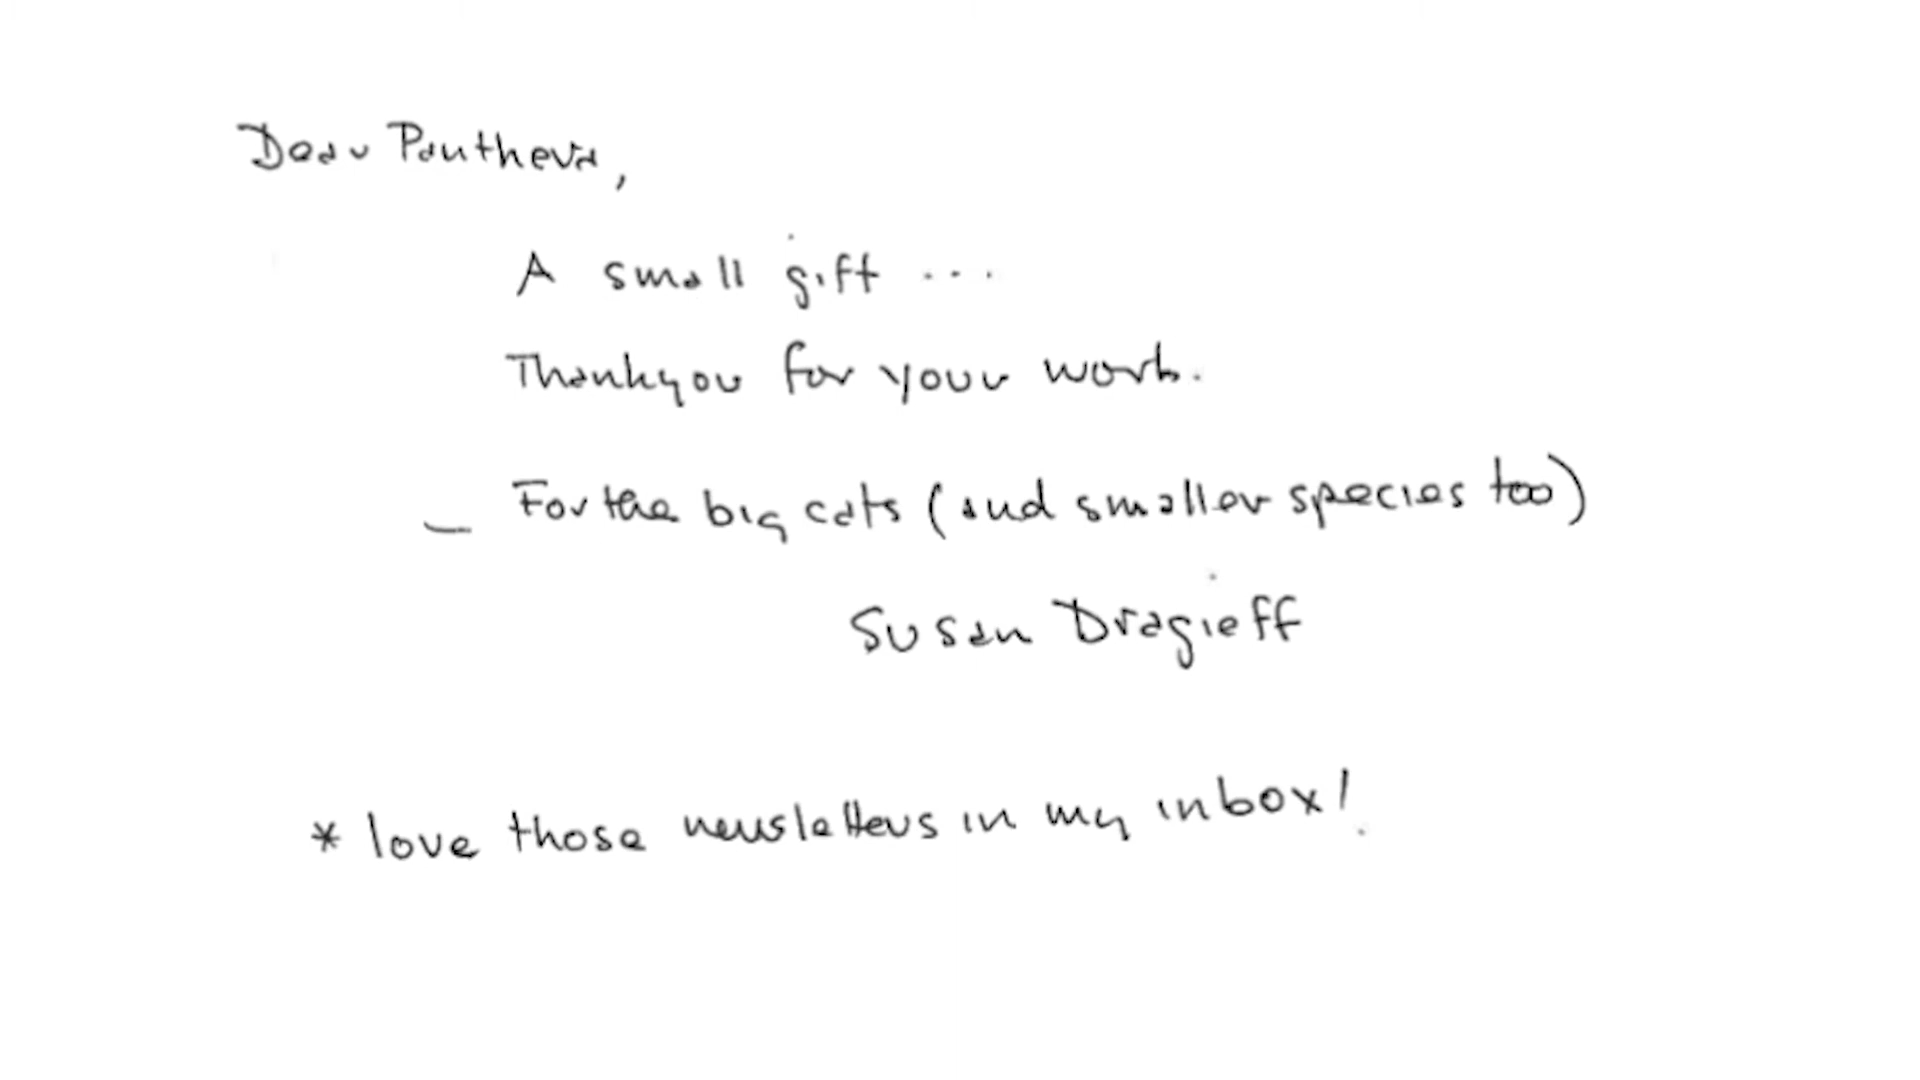 Dear Panthera,
A small gift ...
Thankyou for your work.
– For the big cats (and smaller species too)
Susan Dragieff
* love those newsletters in my inbox!